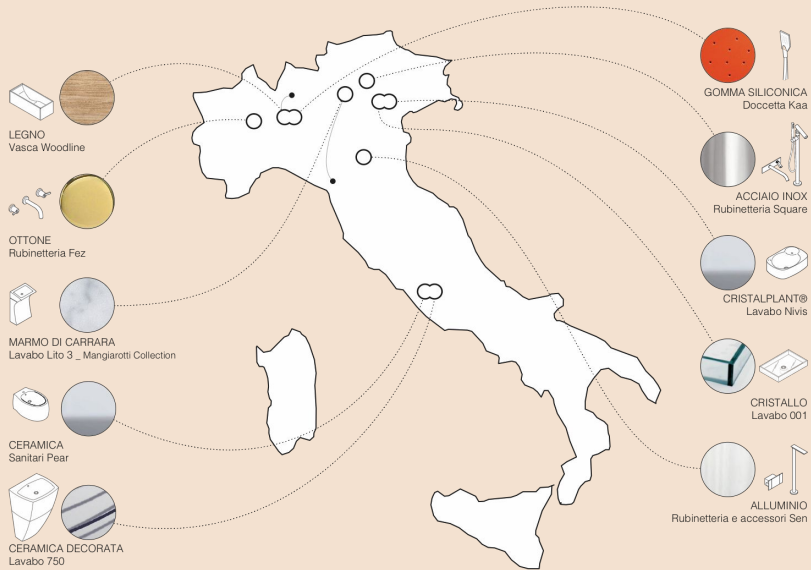 LEGNO
Vasca Woodline
OTTONE
Rubinetteria Fez
MARMO DI CARRARA
Lavabo Lito 3 _ Mangiarotti Collection
CERAMICA
Sanitari Pear
CERAMICA DECORATA
Lavabo 750
GOMMA SILICONICA
Doccetta Kaa
ACCIAIO INOX
Rubinetteria Square
CRISTALPLANT®
Lavabo Nivis
CRISTALLO
Lavabo 001
ALLUMINIO
Rubinetteria e accessori Sen